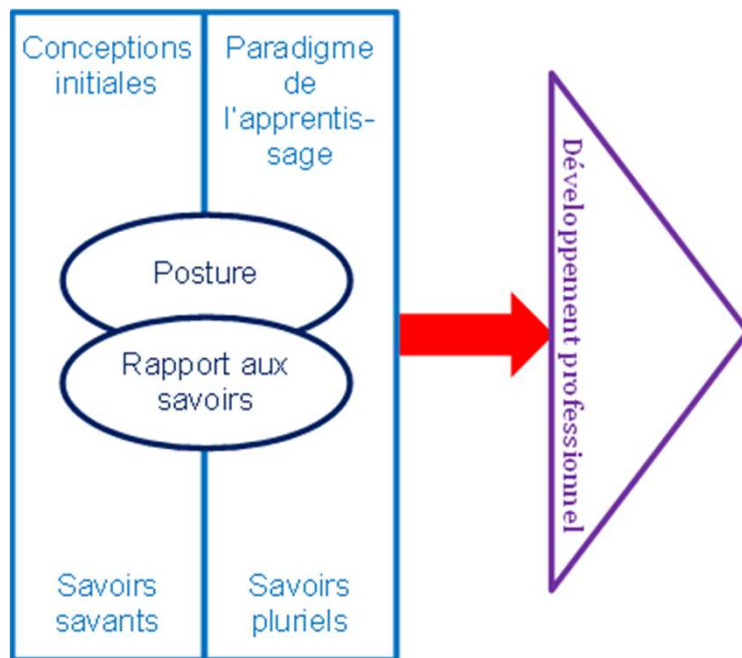 Conceptions
initiales
Paradigme
de
l'apprentis-
sage
Posture
Rapport aux
savoirs
Savoirs
savants
Savoirs
pluriels
Développement professionnel